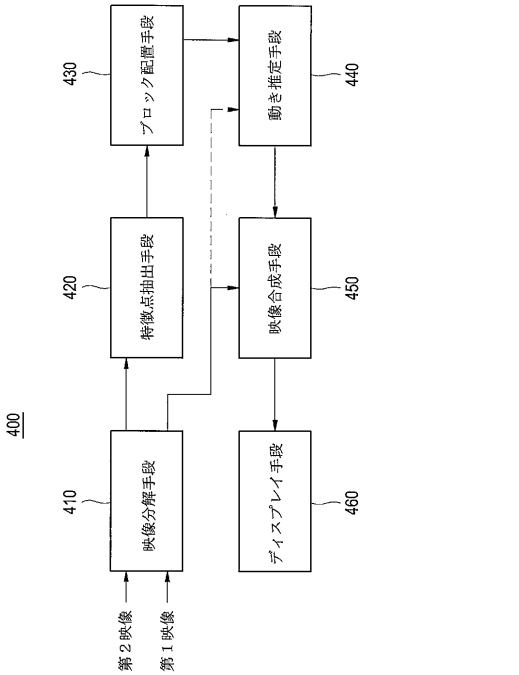 400
410
映像分解手段
420
特徴点抽出手段
430
ブロック配置手段
第2映像
第1映像
ディスプレイ手段
460
映像合成手段
450
動き推定手段
440